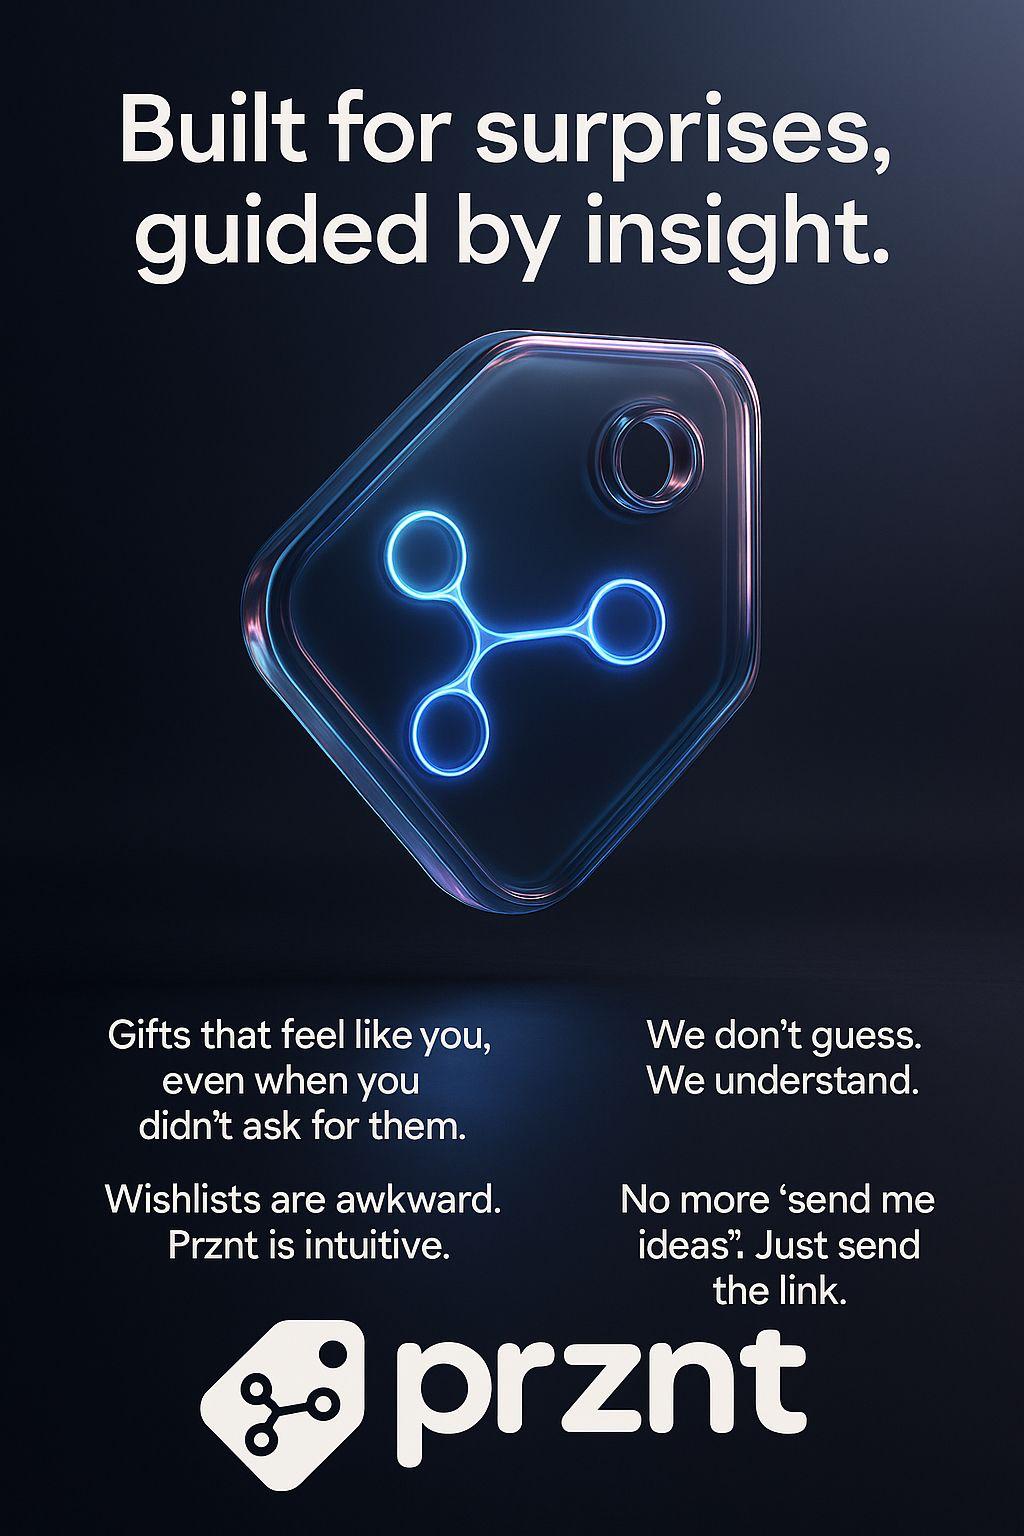 Built for surprises,
guided by insight.
Gifts that feel like you,
even when you
didn’t ask for them.
We don’t guess.
We understand.
Wishlists are awkward.
Prznt is intuitive.
No more ‘send me
ideas”. Just send
the link.
prznt